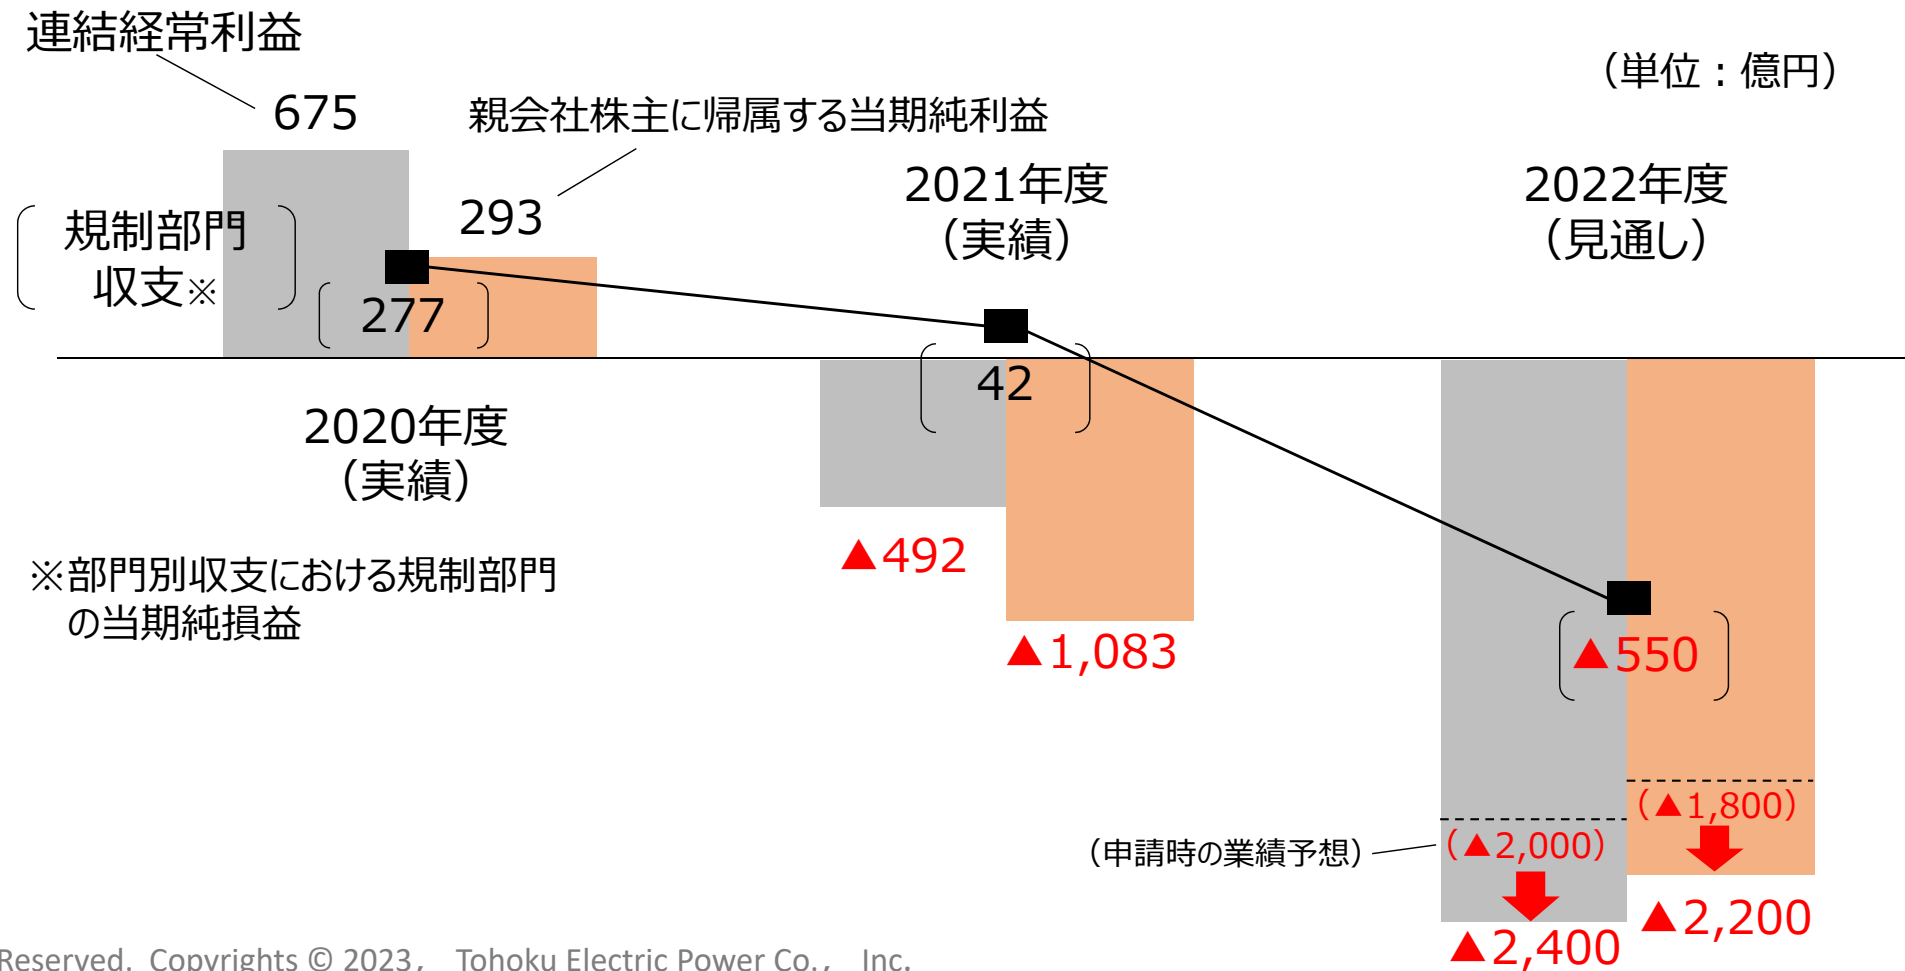 連結経常利益
(単位:億円)
675
親会社株主に帰属する当期純利益
293
規制部門
収支※
277
2020年度
(実績)
2021年度
(実績)
42
▲492
▲1,083
2022年度
(見通し)
▲550
(▲1,800)
(申請時の業績予想)
(▲2,000)
▲2,200
▲2,400
※部門別収支における規制部門
の当期純損益
Reserved. Copyrights © 2023, Tohoku Electric Power Co., Inc.